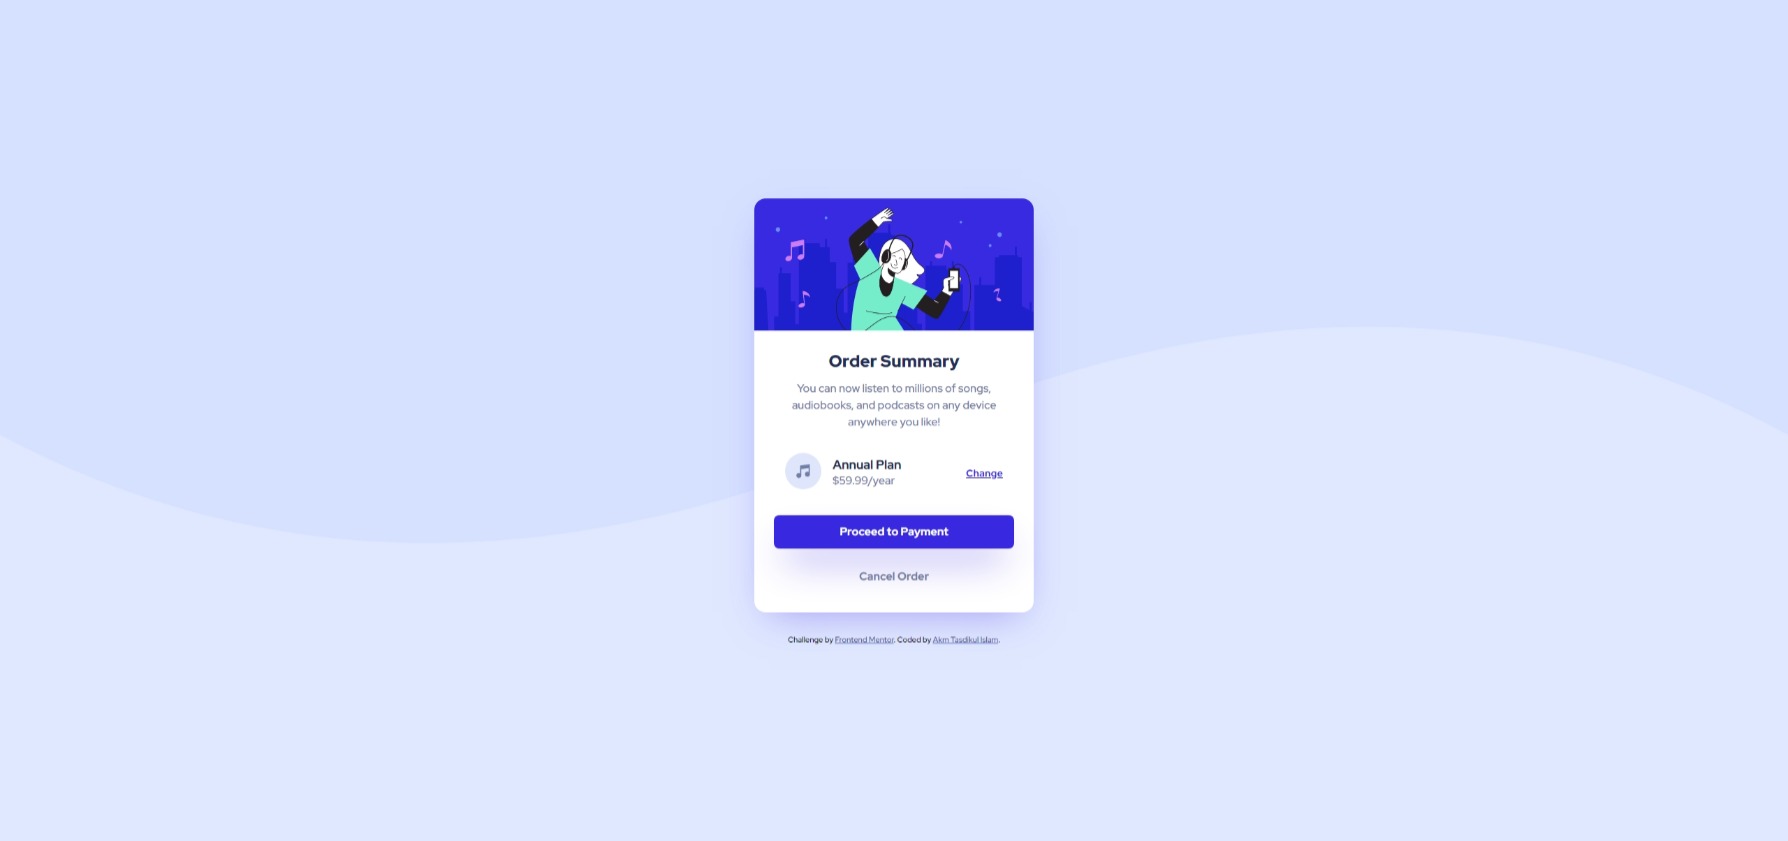 Order Summary
You can now listen to millions of songs,
audiobooks, and podcasts on any device
anywhere you like!
Annual Plan
$59.99/year
Change
Proceed to Payment
Cancel Order
Challenge by Frontend Mentor. Coded by Akm Tasdikul Islam.